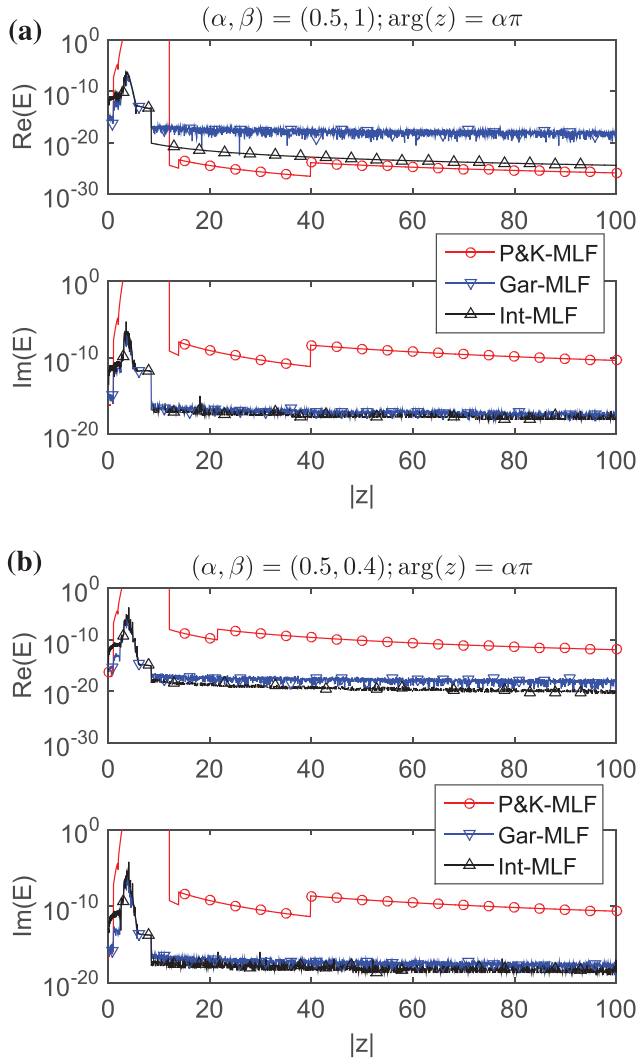 (a)
(α, β) = (0.5, 1); arg(z) = απ
Re(E)
10^0
10^-10
10^-20
10^-30
0 20 40 60 80 100
P&K-MLF
Gar-MLF
Int-MLF
Im(E)
10^0
10^-10
10^-20
0 20 40 60 80 100
|z|
(b)
(α, β) = (0.5, 0.4); arg(z) = απ
Re(E)
10^0
10^-10
10^-20
10^-30
0 20 40 60 80 100
P&K-MLF
Gar-MLF
Int-MLF
Im(E)
10^0
10^-10
10^-20
0 20 40 60 80 100
|z|